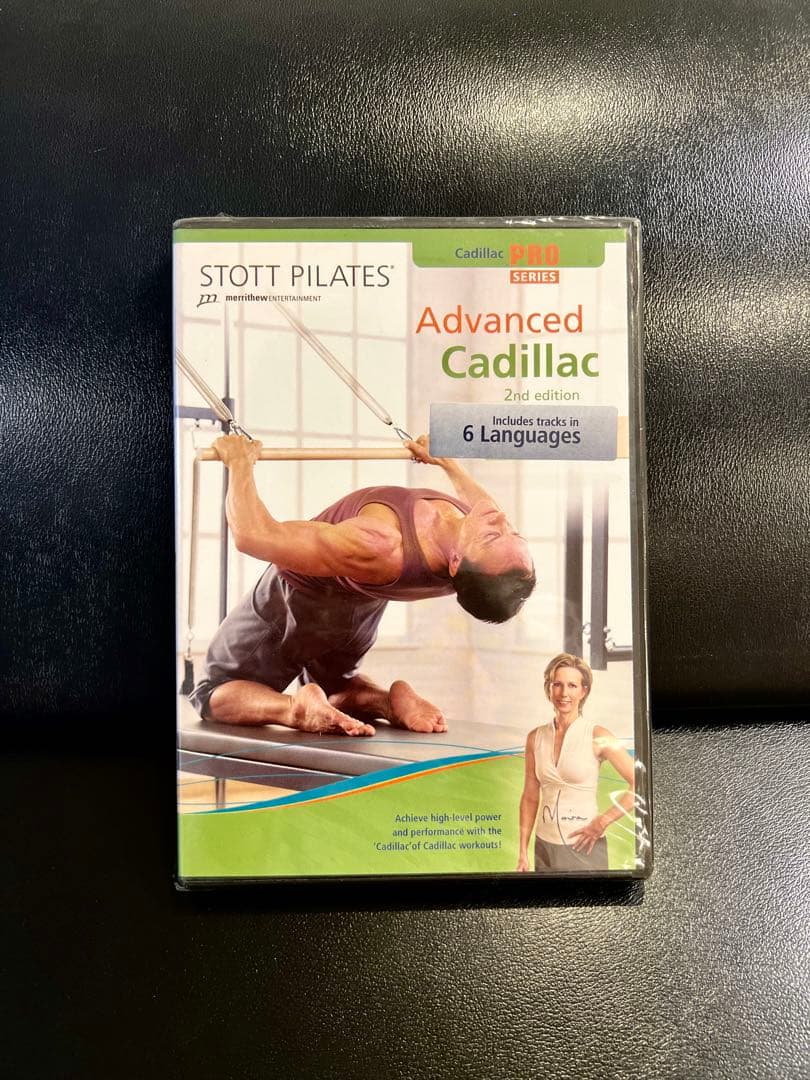 STOTT PILATES®
merrithew ENTERTAINMENT
Cadillac PRO
SERIES
Advanced
Cadillac
2nd edition
Includes tracks in
6 Languages
Achieve high-level power
and performance with the
'Cadillac' of Cadillac workouts!
Moira